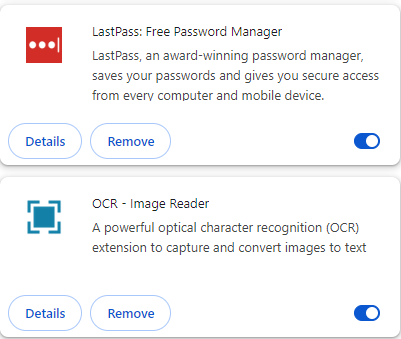 LastPass: Free Password Manager
LastPass, an award-winning password manager,
saves your passwords and gives you secure access
from every computer and mobile device.
Details
Remove
OCR - Image Reader
A powerful optical character recognition (OCR)
extension to capture and convert images to text
Details
Remove